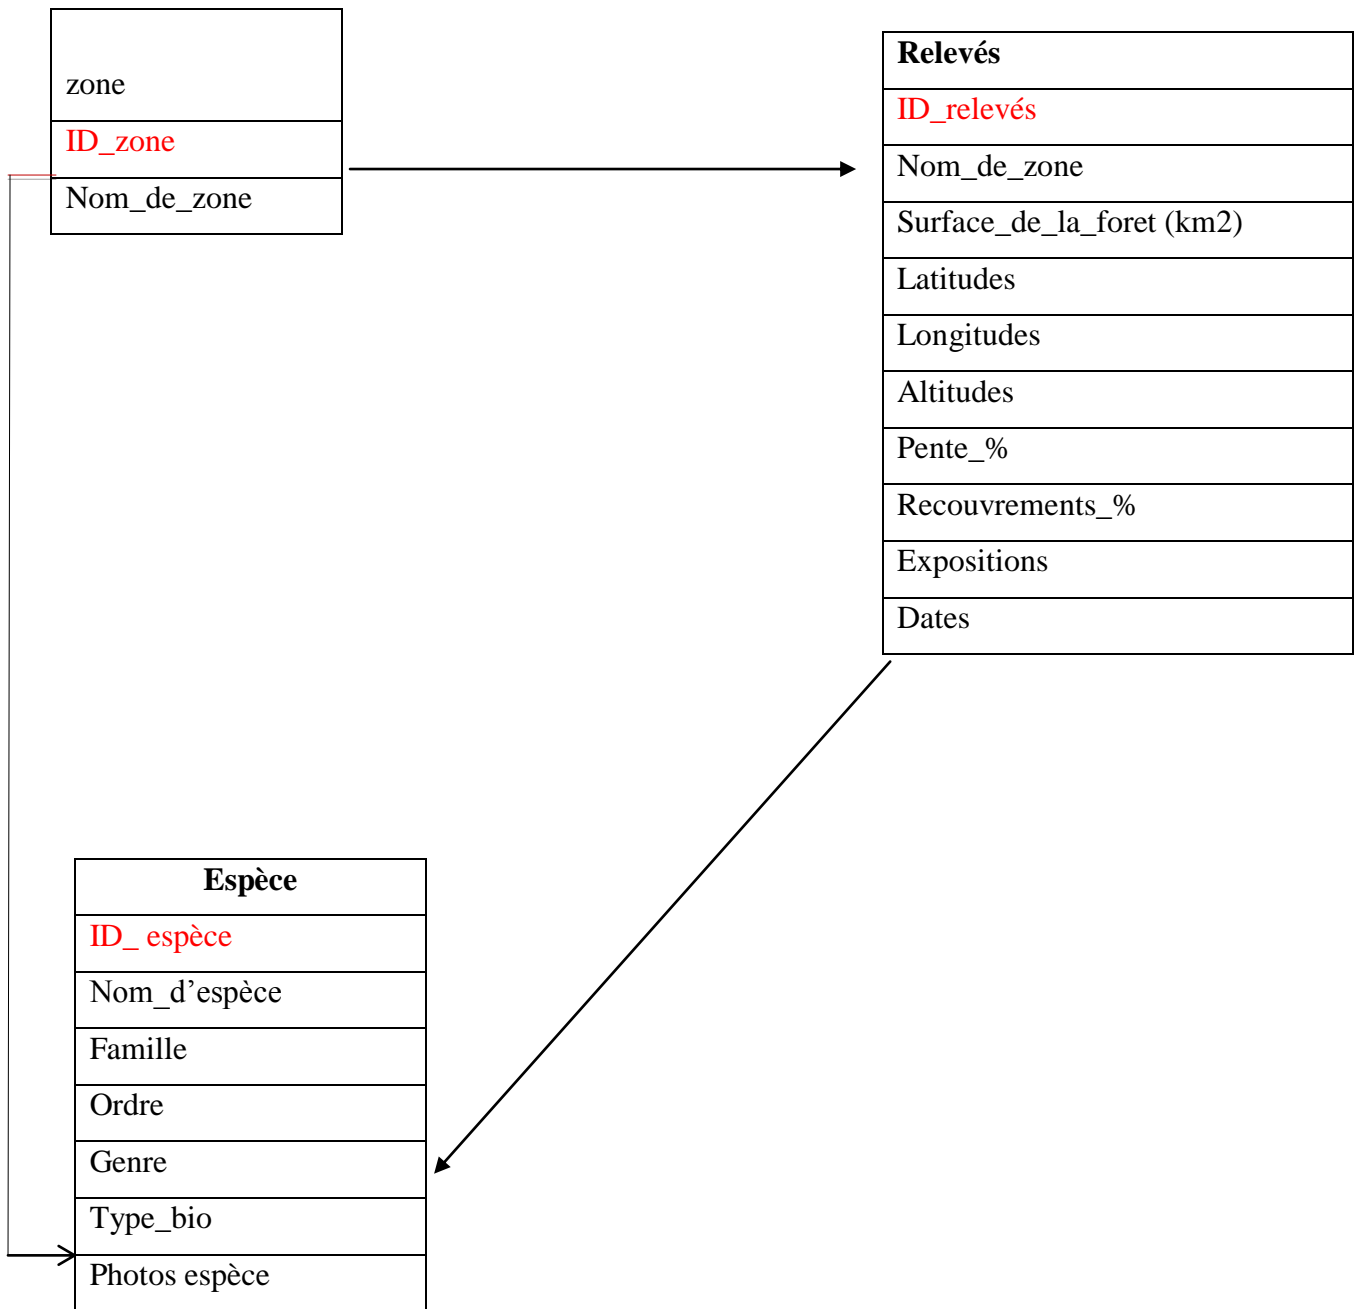 zone
ID_zone
Nom_de_zone
Relevés
ID_relevés
Nom_de_zone
Surface_de_la_foret (km2)
Latitudes
Longitudes
Altitudes
Pente_%
Recouvrements_%
Expositions
Dates
Espèce
ID_ espèce
Nom_d’espèce
Famille
Ordre
Genre
Type_bio
Photos espèce